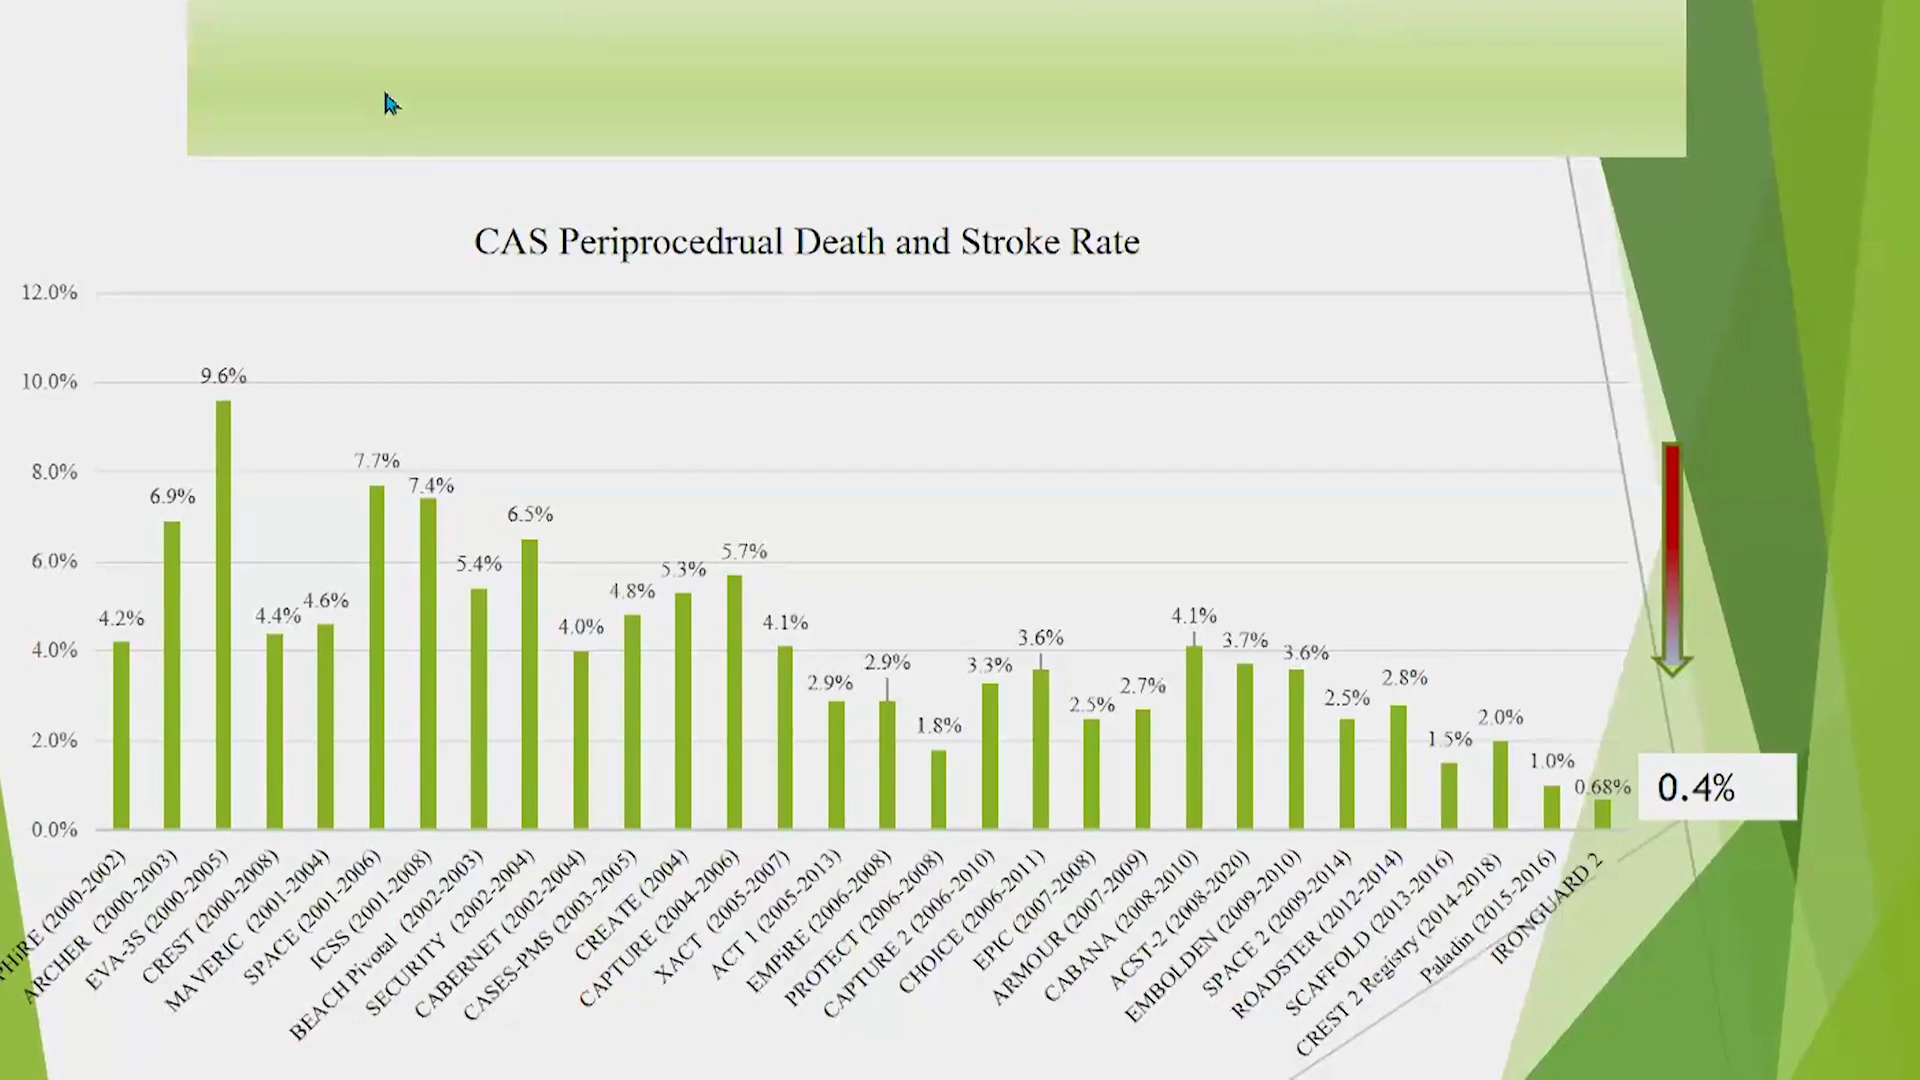 CAS Periprocedrual Death and Stroke Rate
12.0%
10.0%
8.0%
6.0%
4.0%
2.0%
0.0%
4.2%
6.9%
9.6%
4.4%
4.6%
7.7%
7.4%
5.4%
6.5%
4.0%
4.8%
5.3%
5.7%
4.1%
2.9%
2.9%
1.8%
3.3%
3.6%
2.5%
2.7%
4.1%
3.7%
3.6%
2.5%
2.8%
1.5%
2.0%
1.0%
0.68%
0.4%
PHiRE (2000-2002)
ARCHER (2000-2003)
EVA-3S (2000-2005)
CREST (2000-2008)
MAVERIC (2001-2004)
SPACE (2001-2006)
ICSS (2001-2008)
BEACH Pivotal (2002-2003)
SECURITY (2002-2004)
CABERNET (2002-2004)
CASES-PMS (2003-2005)
CREATE (2004)
CAPTURE (2004-2006)
XACT (2005-2007)
ACT 1 (2005-2013)
EMPiRE (2006-2008)
PROTECT (2006-2008)
CAPTURE 2 (2006-2010)
CHOICE (2006-2011)
EPIC (2007-2008)
ARMOUR (2007-2009)
CABANA (2008-2010)
ACST-2 (2008-2020)
EMBOLDEN (2009-2010)
SPACE 2 (2009-2014)
ROADSTER (2012-2014)
SCAFFOLD (2013-2016)
CREST 2 Registry (2014-2018)
Paladin (2015-2016)
IRONGUARD 2